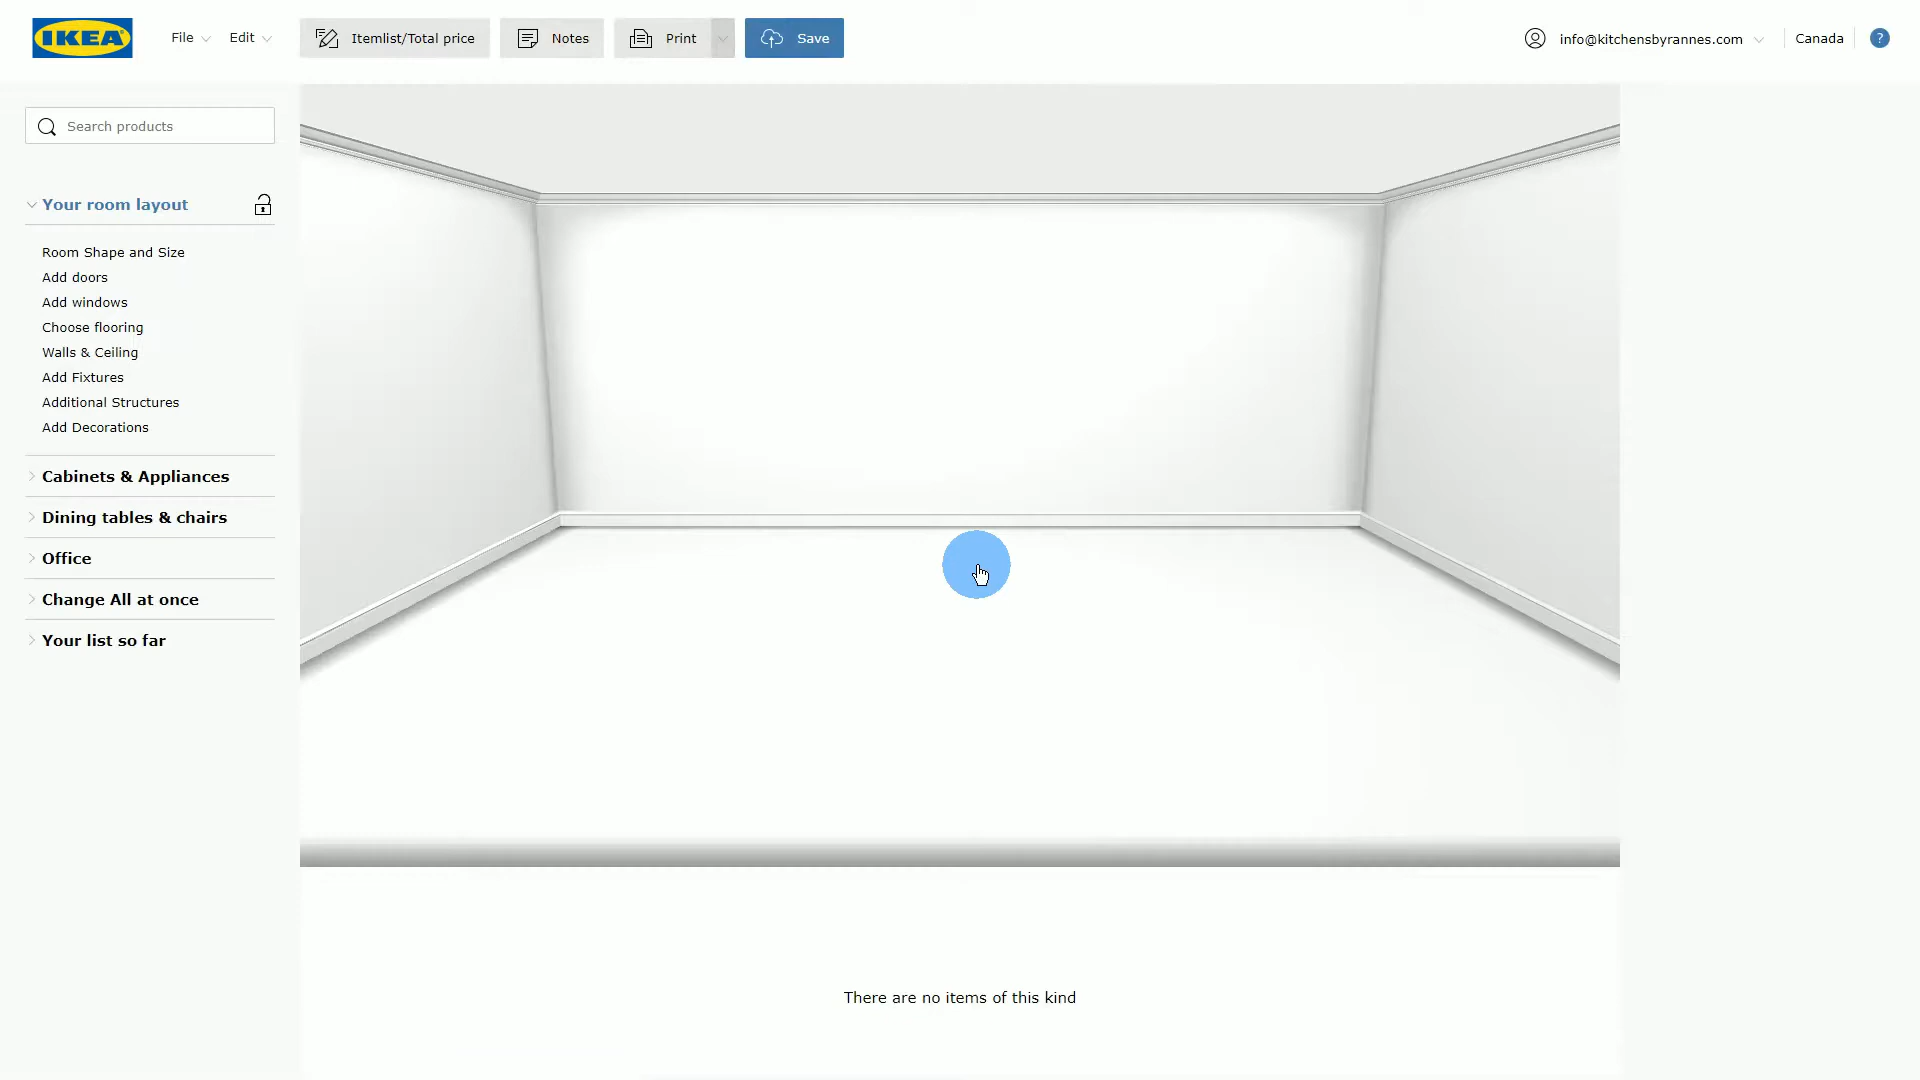 IKEA
File
Edit
Itemlist/Total price
Notes
Print
Save
info@kitchensbyrannes.com
Canada
?
Search products
Your room layout
Room Shape and Size
Add doors
Add windows
Choose flooring
Walls & Ceiling
Add Fixtures
Additional Structures
Add Decorations
Cabinets & Appliances
Dining tables & chairs
Office
Change All at once
Your list so far
There are no items of this kind